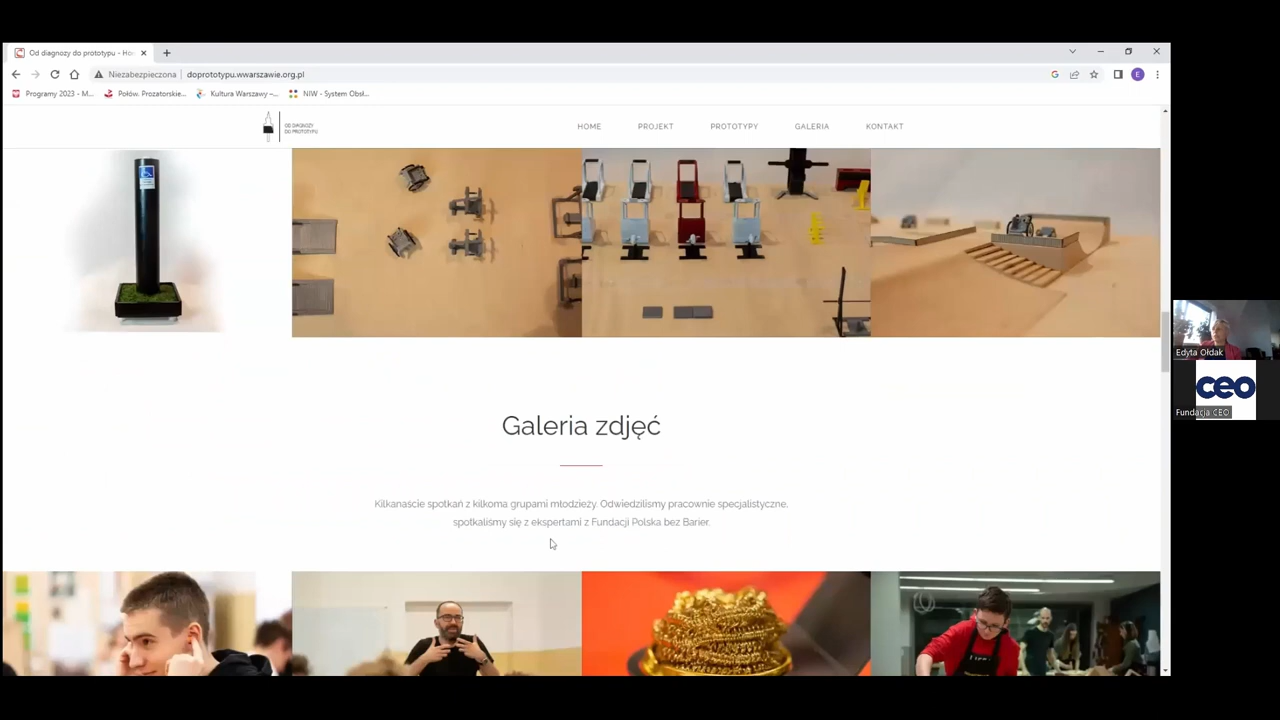 Od diagnozy do prototypu - Ho
Niezabezpieczona
doprototypu.wwarszawie.org.pl
E
Programy 2023 - M...
Połów. Prozatorskie...
Kultura Warszawy –...
NIW - System Obsł...
OD DIAGNOZY
DO PROTOTYPU
HOME
PROJEKT
PROTOTYPY
GALERIA
KONTAKT
Galeria zdjęć
Kilkanaście spotkań z kilkoma grupami młodzieży. Odwiedzilismy pracownie specjalistyczne,
spotkalismy się z ekspertami z Fundacji Polska bez Barier.
Edyta Ołdak
ceo
Fundacja CEO